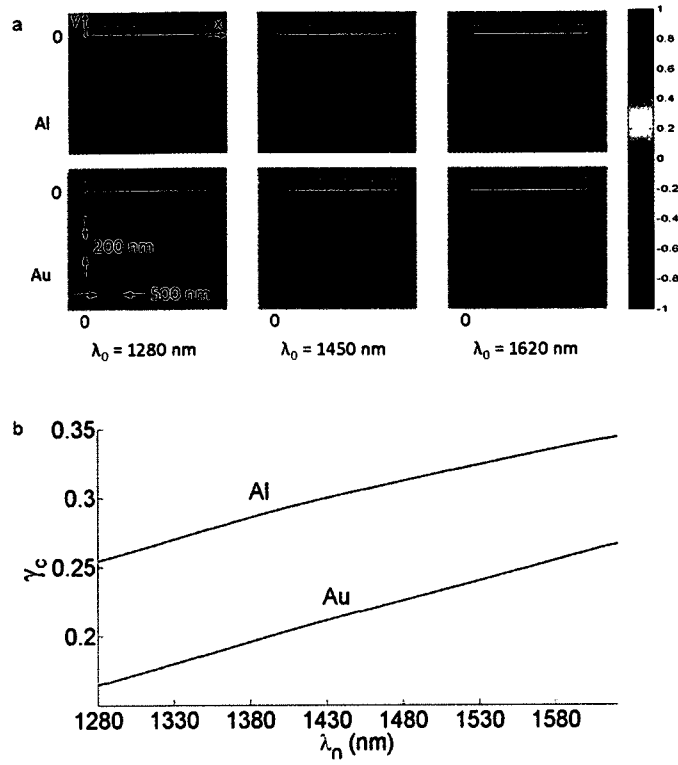 a
0
Y
x
Al
0
200 nm
Au
500 nm
0
0
0
λ₀ = 1280 nm
λ₀ = 1450 nm
λ₀ = 1620 nm
1
0.8
0.6
0.4
0.2
0
-0.2
-0.4
-0.6
-0.8
-1
b
0.35
0.3
0.25
0.2
γc
Al
Au
1280
1330
1380
1430
1480
1530
1580
λn (nm)